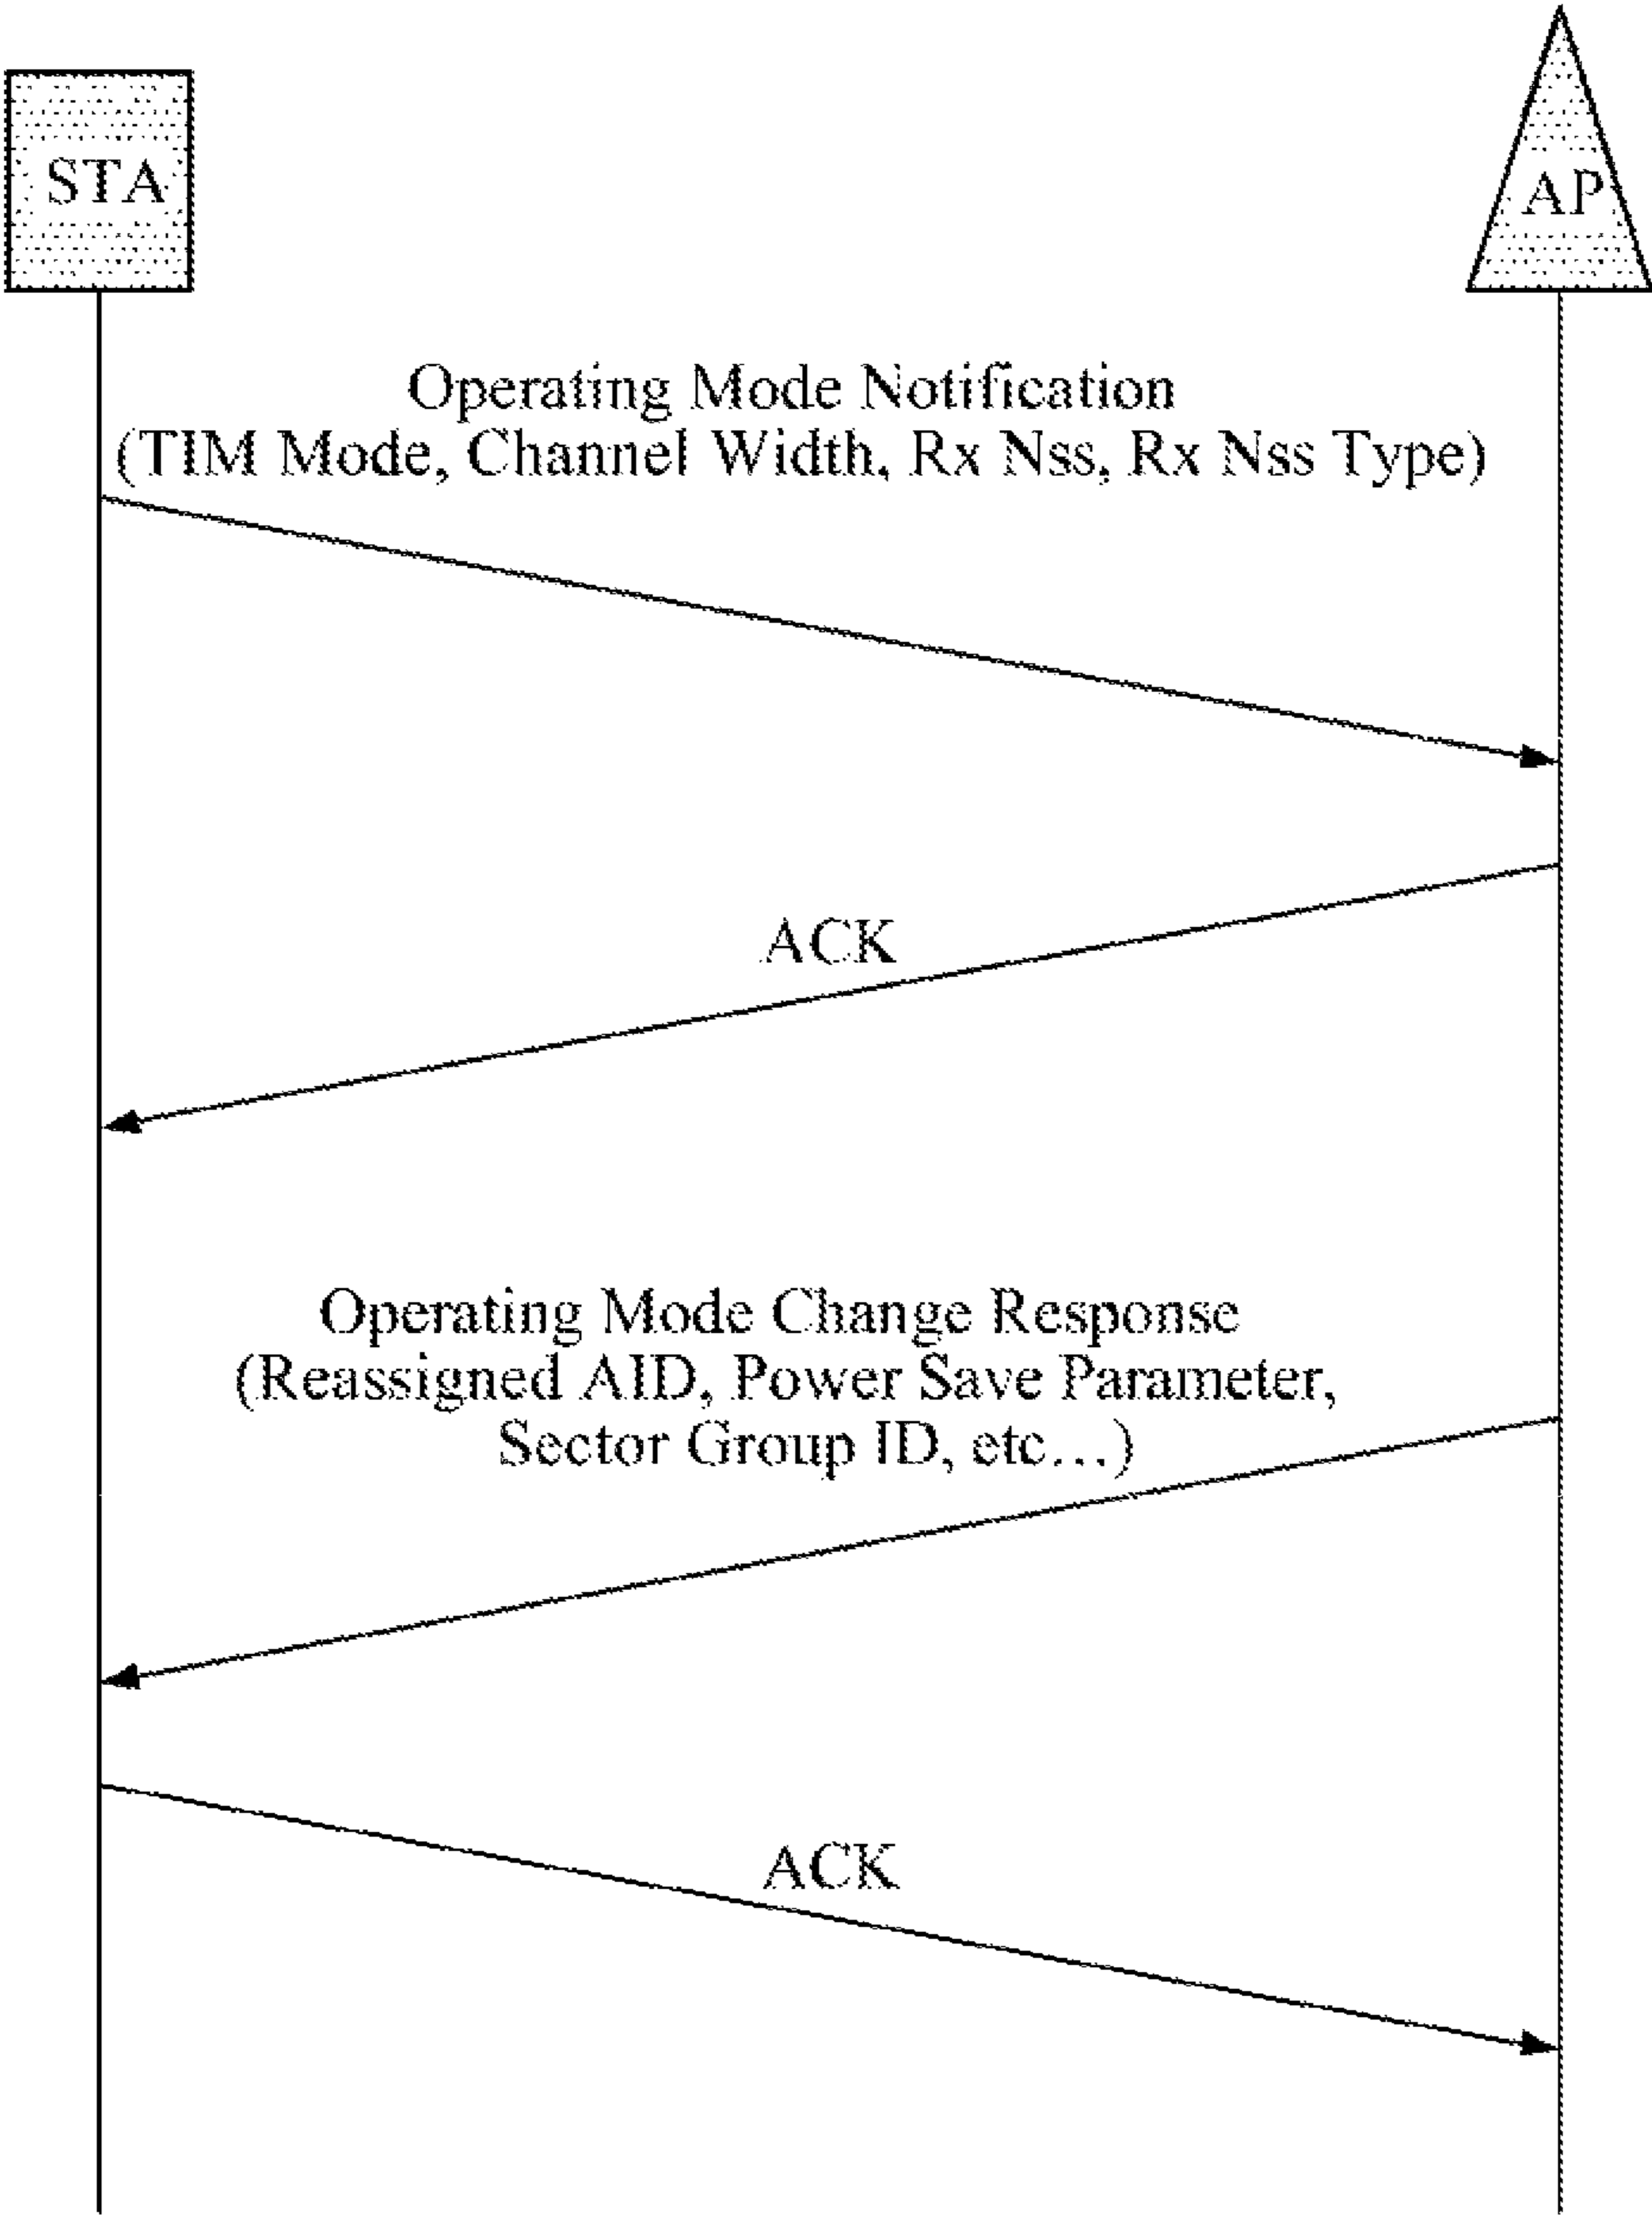 STA
AP
Operating Mode Notification
(TIM Mode, Channel Width, Rx Nss, Rx Nss Type)
ACK
Operating Mode Change Response
(Reassigned AID, Power Save Parameter,
Sector Group ID, etc...)
ACK